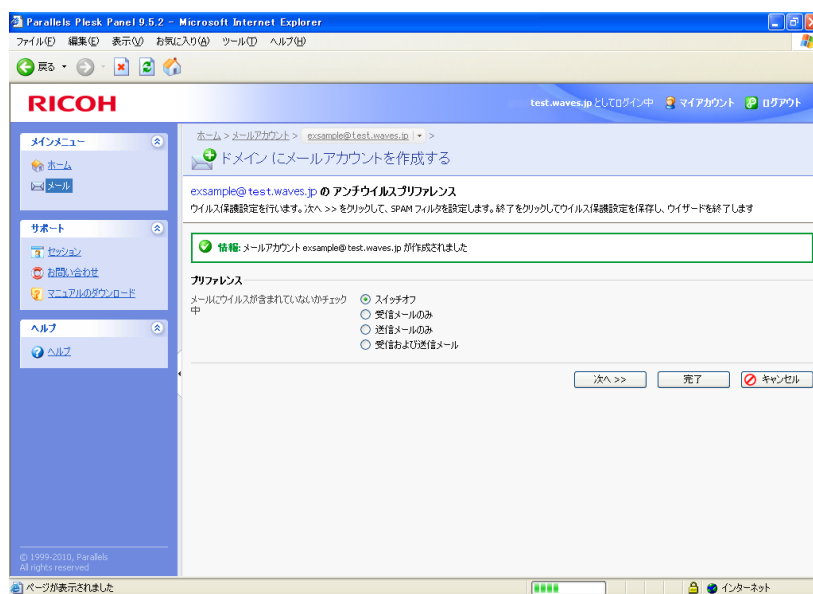 Parallels Plesk Panel 9.5.2 - Microsoft Internet Explorer
ファイル(F) 編集(E) 表示(V) お気に入り(A) ツール(T) ヘルプ(H)
戻る
RICOH
test.waves.jp としてログイン中 マイアカウント ログアウト
メインメニュー
ホーム
メール
サポート
セッション
お問い合わせ
マニュアルのダウンロード
ヘルプ
ヘルプ
© 1999-2010, Parallels
All rights reserved
ホーム > メールアカウント > exsample@test.waves.jp >
ドメイン にメールアカウントを作成する
exsample@test.waves.jp の アンチウイルスプリファレンス
ウイルス保護設定を行います。次へ >> をクリックして、SPAM フィルタを設定します。終了をクリックしてウイルス保護設定を保存し、ウイザードを終了します
情報: メールアカウント exsample@test.waves.jp が作成されました
プリファレンス
メールにウイルスが含まれていないかチェック
中
スイッチオフ
受信メールのみ
送信メールのみ
受信および送信メール
次へ >> 完了 キャンセル
ページが表示されました インターネット